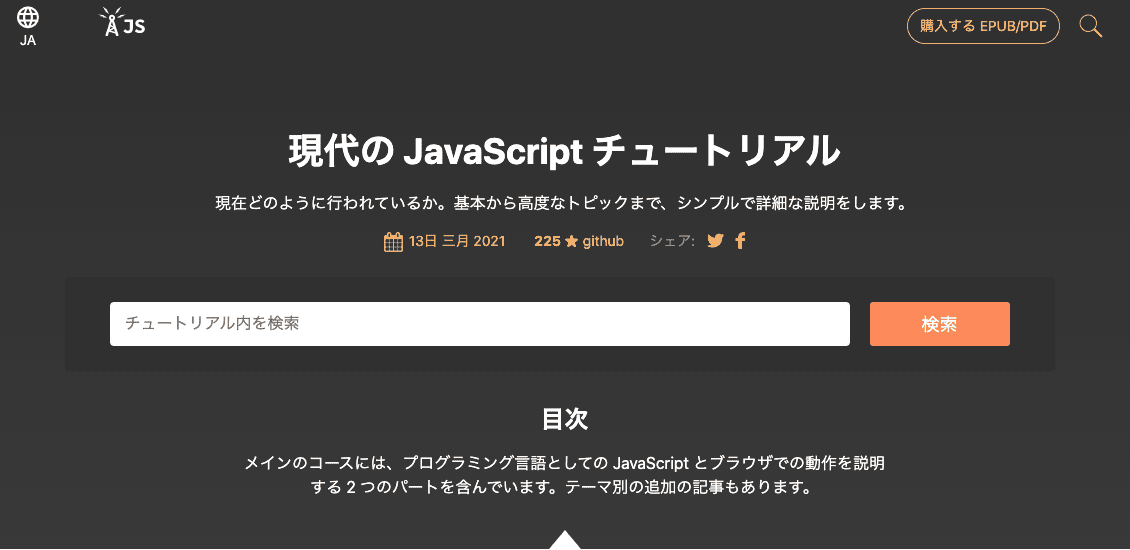 JA
JS
購入する EPUB/PDF
現代の JavaScript チュートリアル
現在どのように行われているか。基本から高度なトピックまで、シンプルで詳細な説明をします。
13日 三月 2021 225 github シェア:
チュートリアル内を検索
検索
目次
メインのコースには、プログラミング言語としての JavaScript とブラウザでの動作を説明
する 2 つのパートを含んでいます。テーマ別の追加の記事もあります。